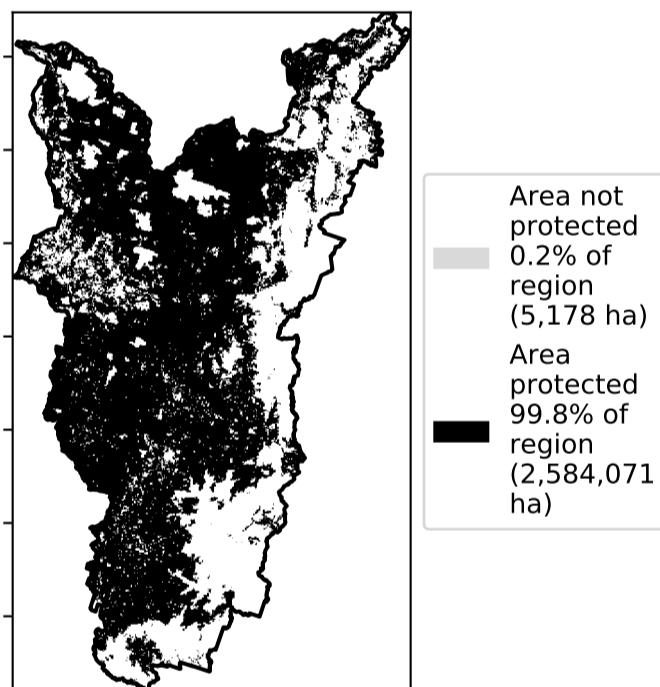 Area not
protected
0.2% of
region
(5,178 ha)
Area
protected
99.8% of
region
(2,584,071
ha)